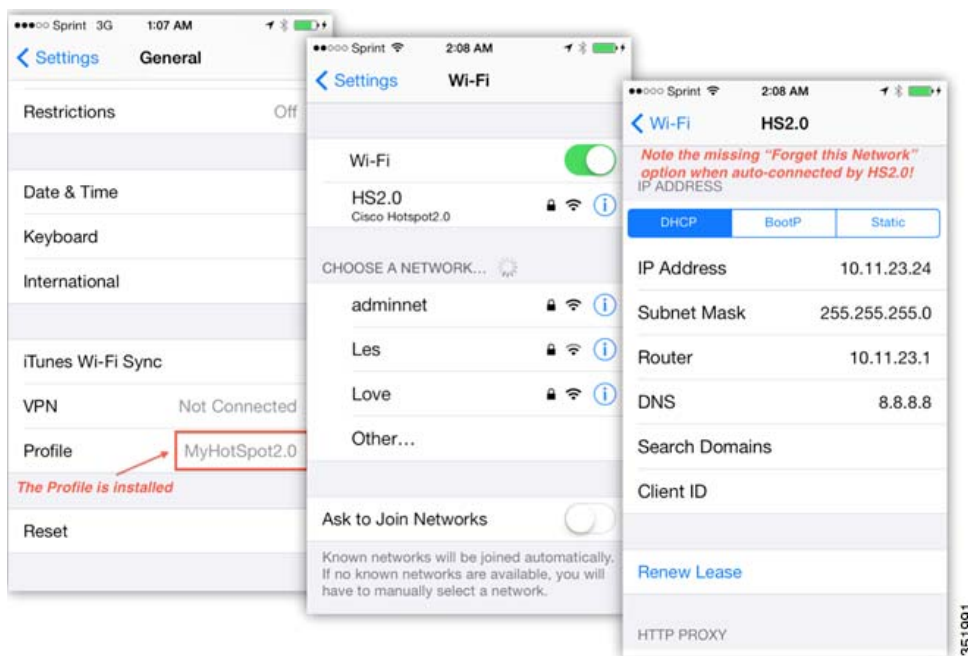 Sprint 3G 1:07 AM
Settings General
Restrictions Off
Date & Time
Keyboard
International
iTunes Wi-Fi Sync
VPN Not Connected
Profile MyHotSpot2.0
The Profile is installed
Reset
Sprint 2:08 AM
Settings Wi-Fi
Wi-Fi
HS2.0
Cisco Hotspot2.0
CHOOSE A NETWORK...
adminnet
Les
Love
Other...
Ask to Join Networks
Known networks will be joined automatically.
If no known networks are available, you will
have to manually select a network.
Sprint 2:08 AM
Wi-Fi HS2.0
Note the missing "Forget this Network"
option when auto-connected by HS2.0!
IP ADDRESS
DHCP BootP Static
IP Address 10.11.23.24
Subnet Mask 255.255.255.0
Router 10.11.23.1
DNS 8.8.8.8
Search Domains
Client ID
Renew Lease
HTTP PROXY
351991